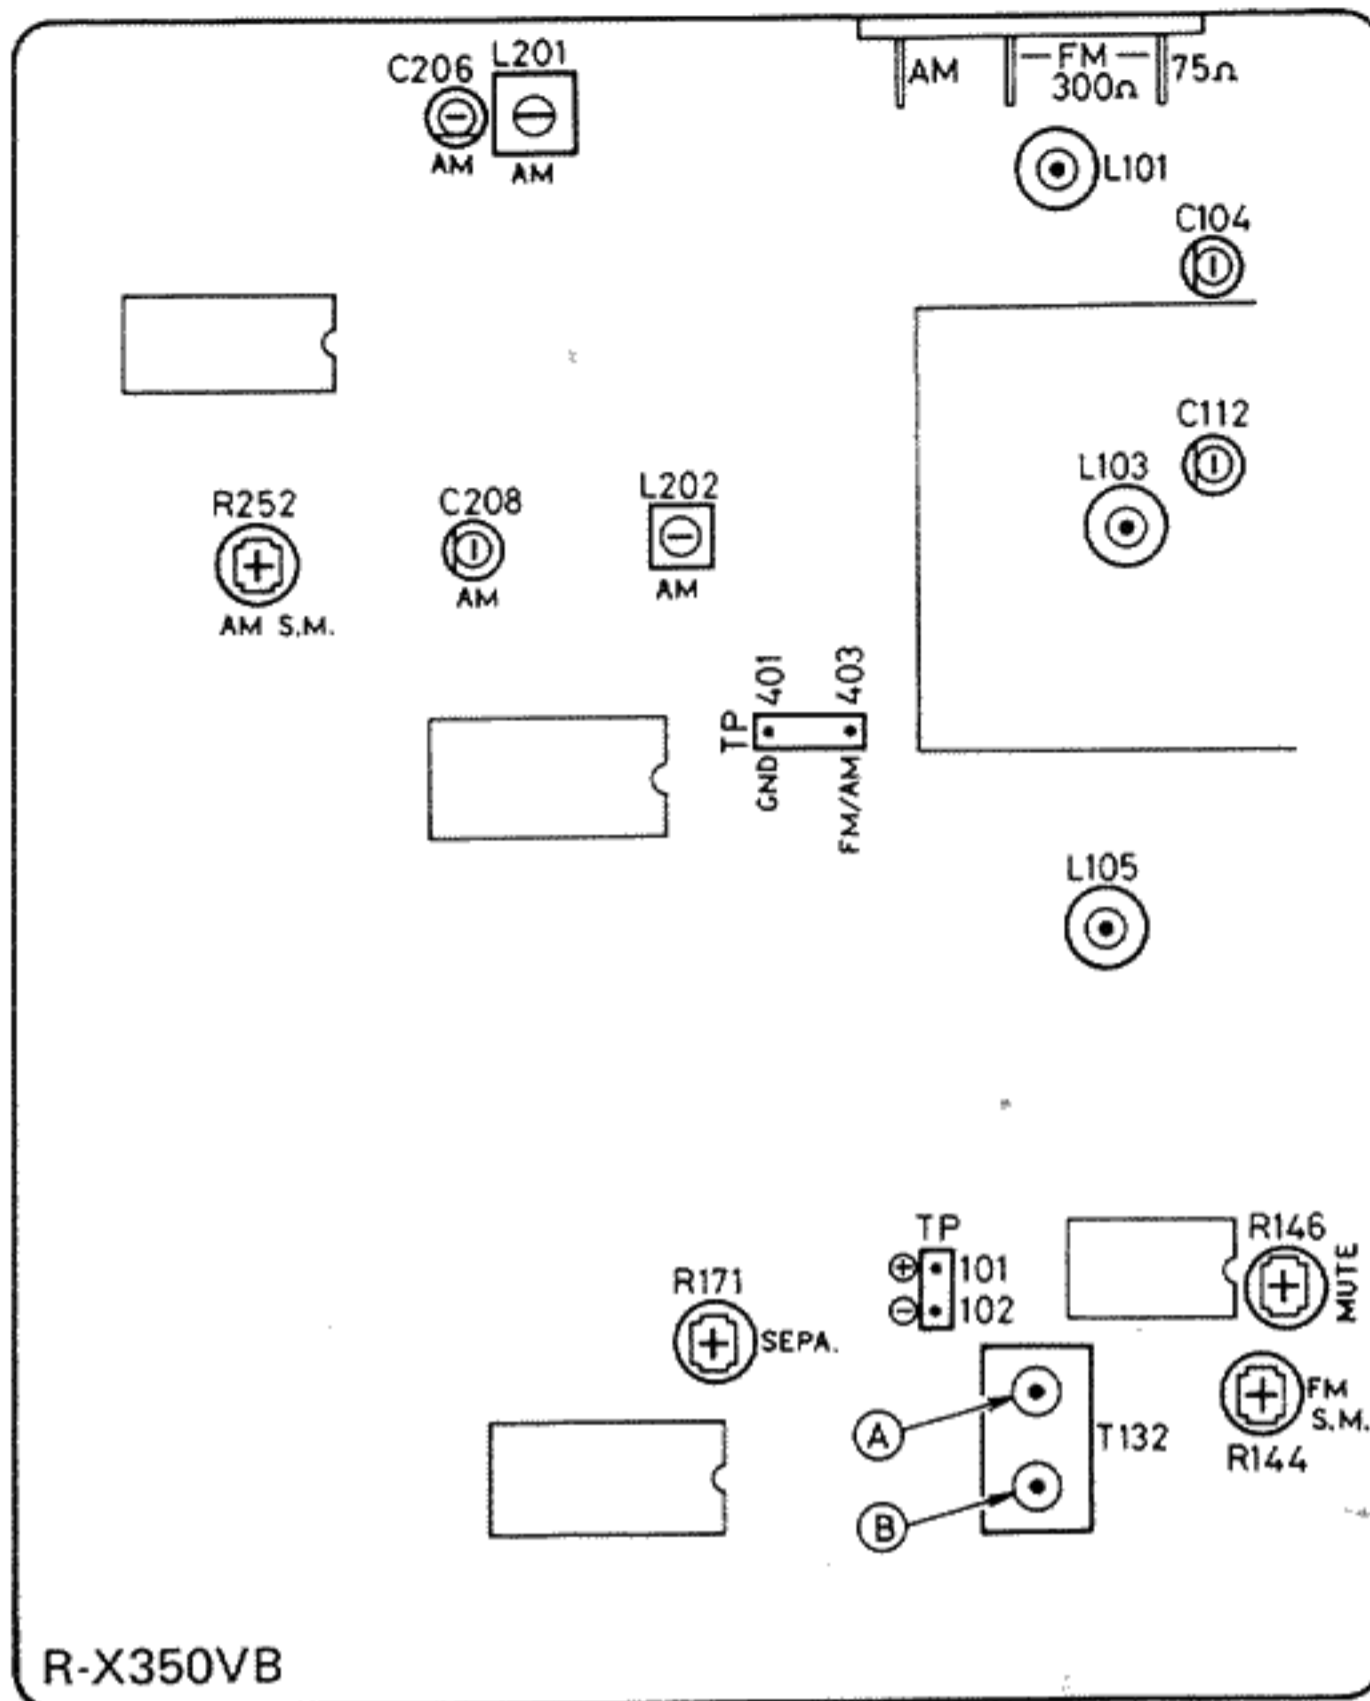 C206 L201
AM — FM — 75Ω
300Ω
AM
AM
L101
C104
C112
L103
R252
C208
L202
AM S.M.
AM
AM
TP
401
403
GND
FM/AM
L105
TP
+ 101
− 102
R146
MUTE
R171
SEPA.
A
B
T132
FM
S.M.
R144
R-X350VB